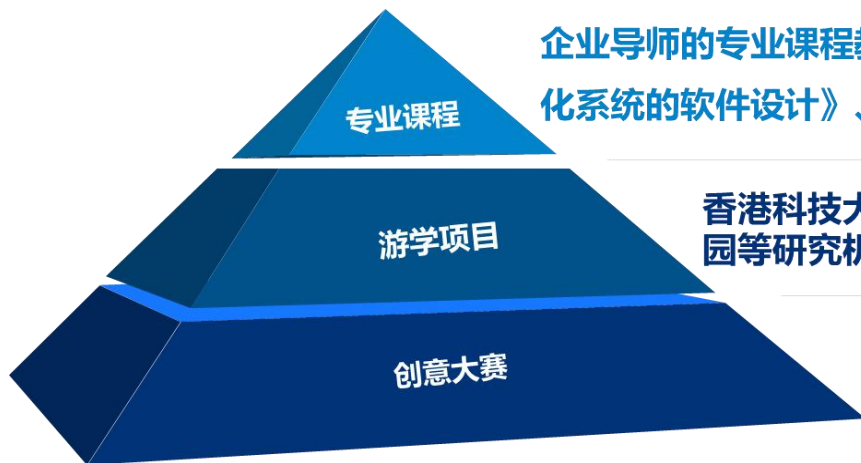 专业课程
企业导师的专业课程
化系统的软件设计》、
游学项目
香港科技大
园等研究机
创意大赛